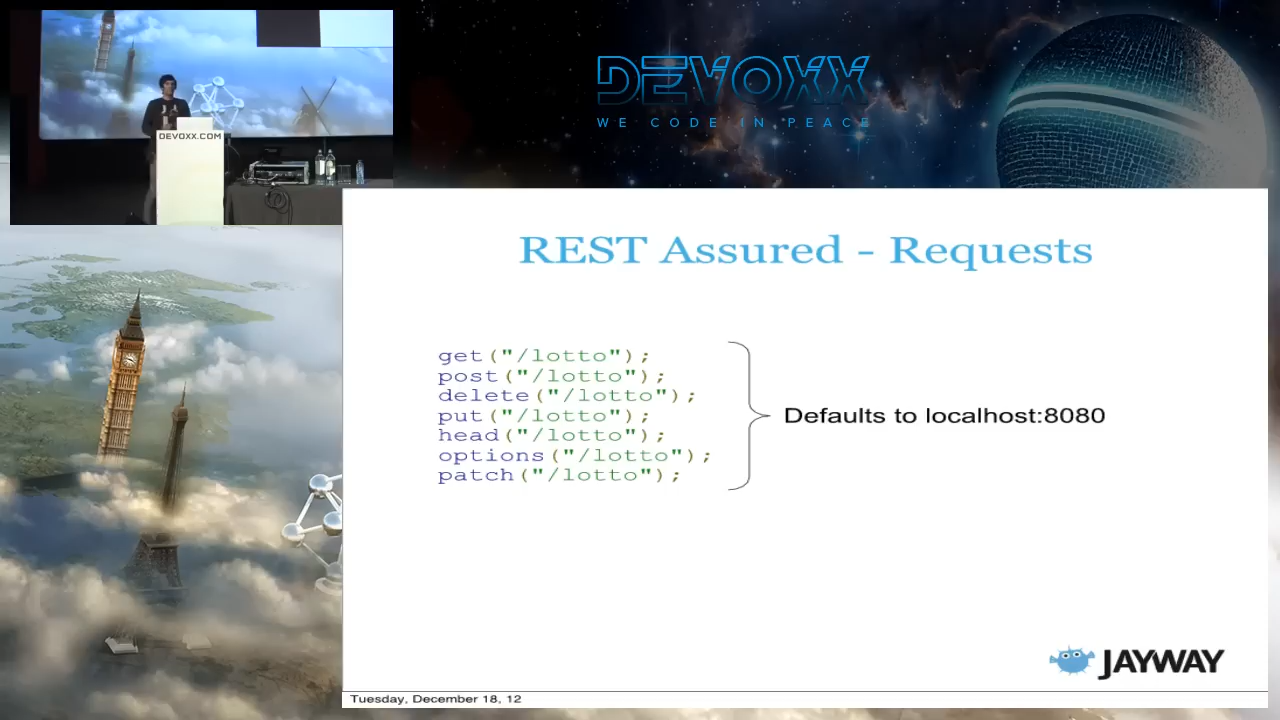 DEVOXX
WE CODE IN PEACE
DEVOXX.COM
REST Assured - Requests
get("/lotto");
post("/lotto");
delete("/lotto");
put("/lotto");
head("/lotto");
options("/lotto");
patch("/lotto");
Defaults to localhost:8080
JAYWAY
Tuesday, December 18, 12